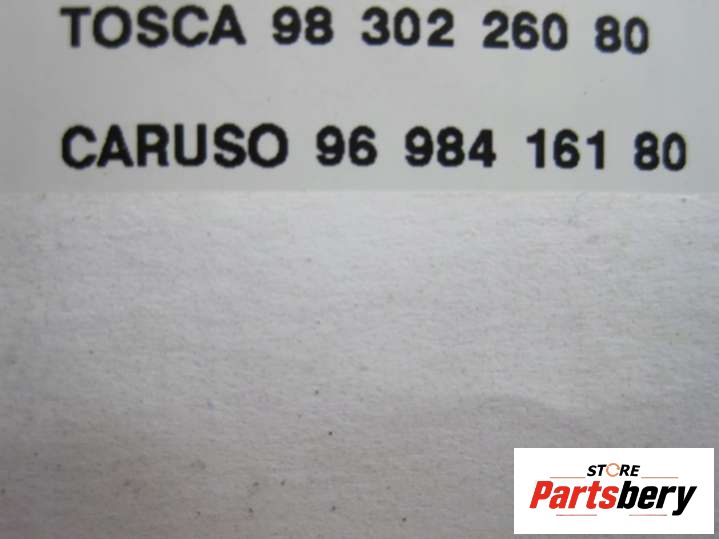 TOSCA 98 302 260 80
CARUSO 96 984 161 80
STORE
Partsbery